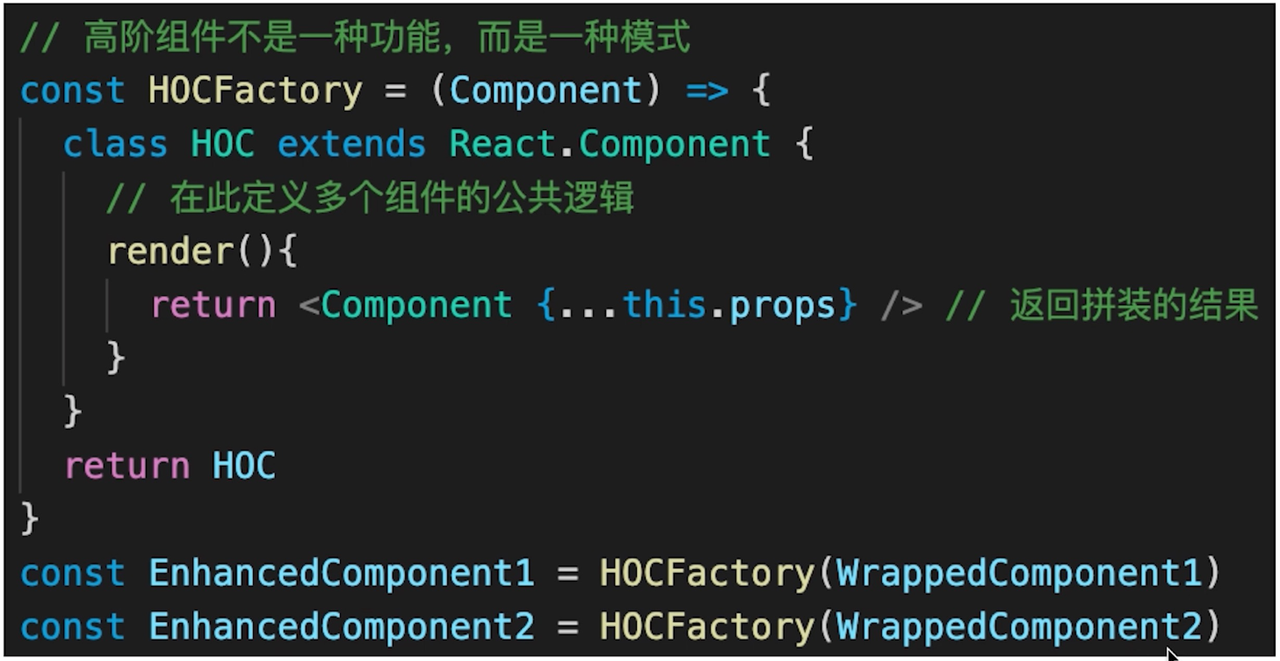 // 高阶组件不是一种功能，而是一种模式
const HOCFactory = (Component) => {
  class HOC extends React.Component {
    // 在此定义多个组件的公共逻辑
    render(){
      return <Component {...this.props} /> // 返回拼装的结果
    }
  }
  return HOC
}
const EnhancedComponent1 = HOCFactory(WrappedComponent1)
const EnhancedComponent2 = HOCFactory(WrappedComponent2)